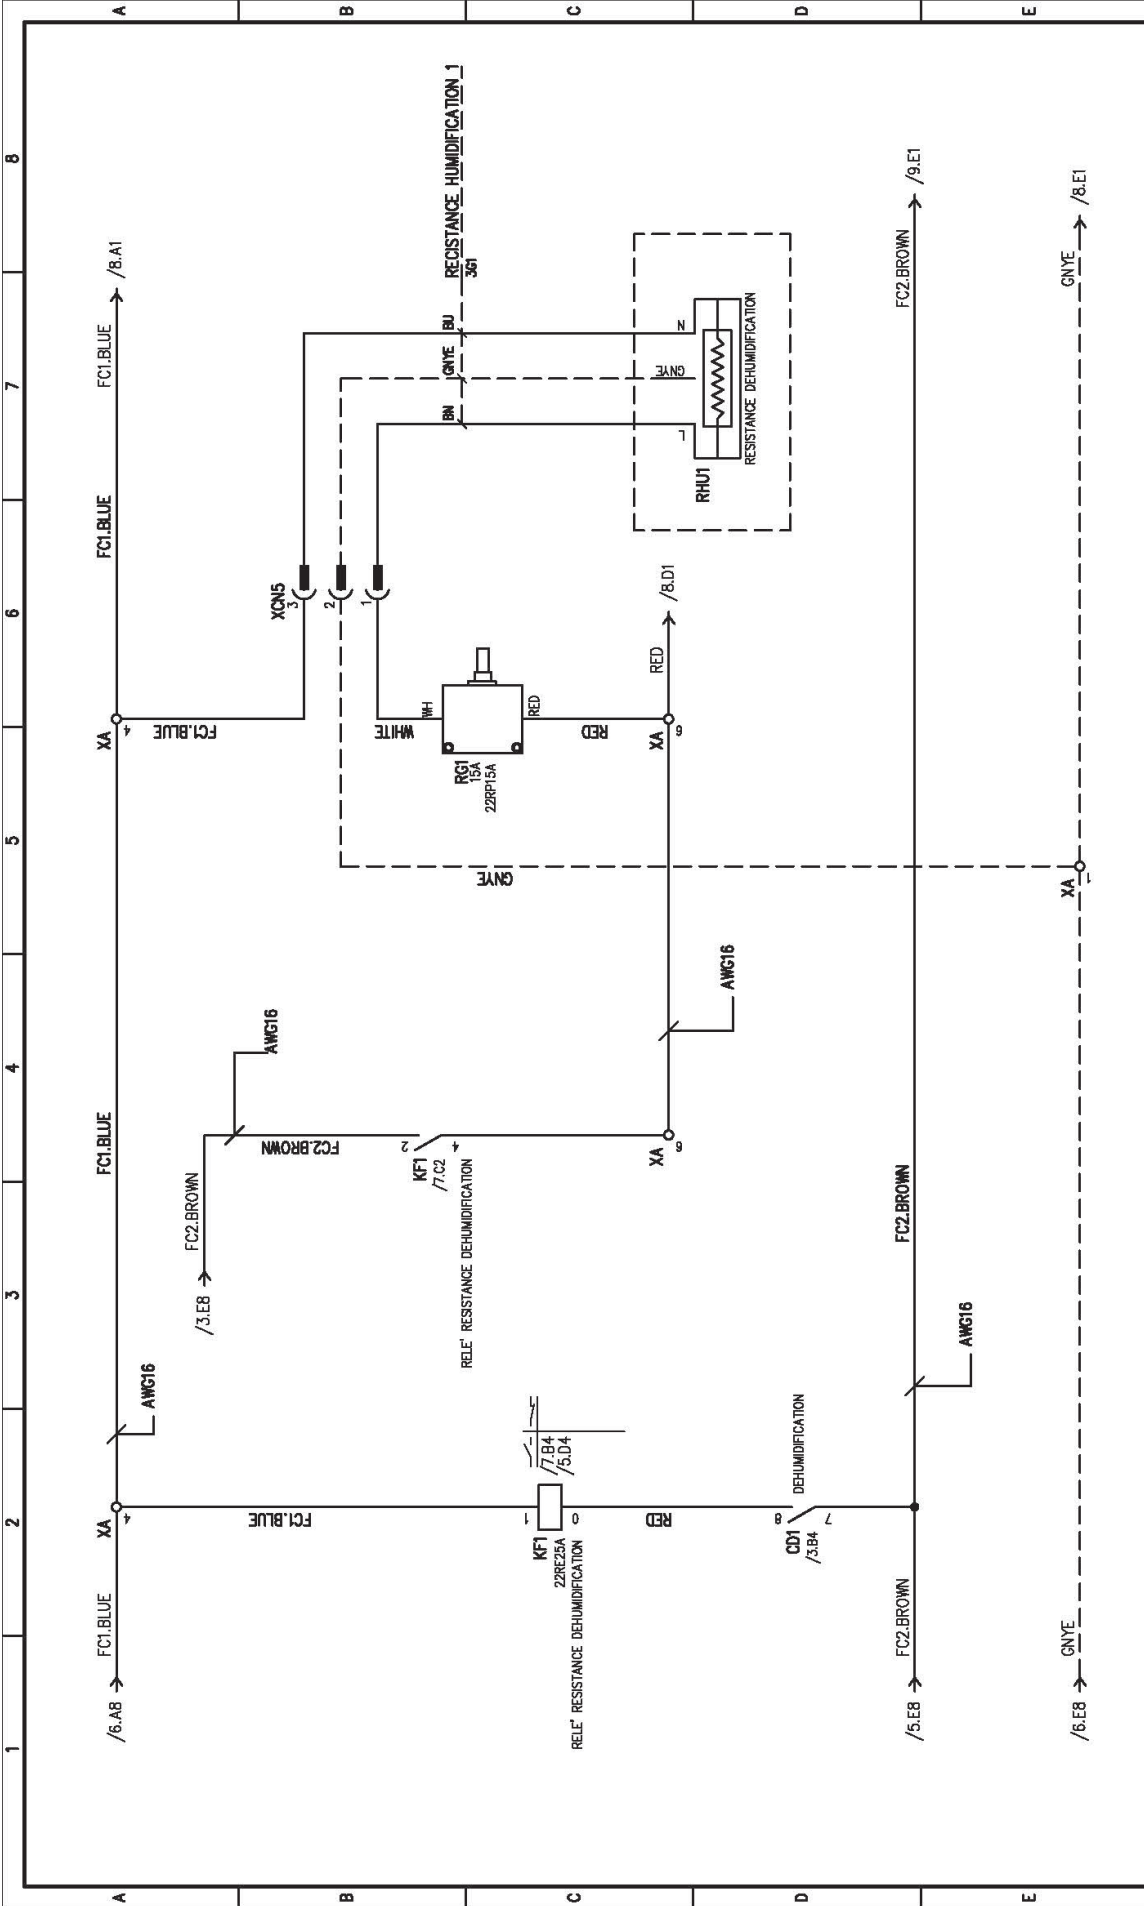 1
2
3
4
5
6
7
8
A
B
C
D
E
A
B
C
D
E
/6.A8
FC1.BLUE
XA
4
AWG16
FC1.BLUE
XA
4
FC1.BLUE
FC1.BLUE
/8.A1
FC1.BLUE
FC1.BLUE
/3.E8
FC2.BROWN
AWG16
FC2.BROWN
2
KF1
/7.C2
4
RELE' RESISTANCE DEHUMIDIFICATION
XA
6
AWG16
XCN5
3
2
1
WHITE
WH
RG1
15A
22RP15A
RED
RED
XA
6
RED
/8.D1
GNYE
BN
GNYE
BU
RECISTANCE HUMIDIFICATION 1
3G1
L
GNYE
N
RHU1
RESISTANCE DEHUMIDIFICATION
1
KF1
22RE25A
0
RELE' RESISTANCE DEHUMIDIFICATION
/7.B4
/5.D4
RED
8
CD1
/3.B4
7
DEHUMIDIFICATION
/5.E8
FC2.BROWN
AWG16
FC2.BROWN
FC2.BROWN
/9.E1
/6.E8
GNYE
XA
1
GNYE
/8.E1